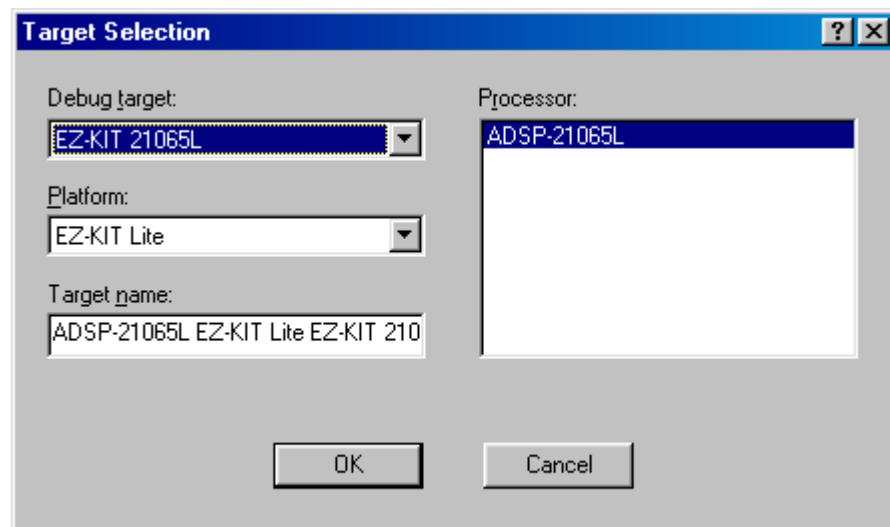 Target Selection
Debug target:
EZ-KIT 21065L
Platform:
EZ-KIT Lite
Target name:
ADSP-21065L EZ-KIT Lite EZ-KIT 210
Processor:
ADSP-21065L
OK
Cancel